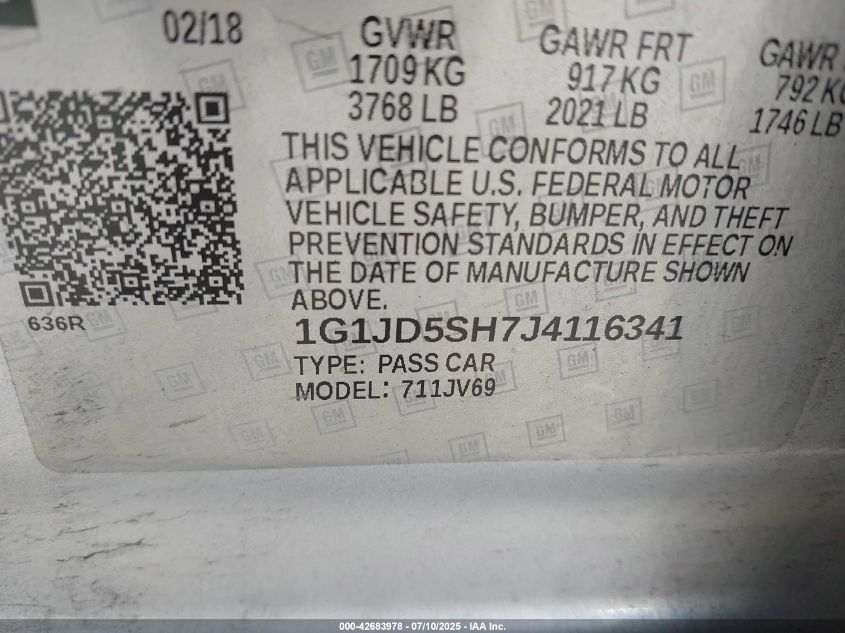 02/18 GVWR GAWR FRT GAWR
1709 KG 917 KG 792 KG
3768 LB 2021 LB 1746 LB
THIS VEHICLE CONFORMS TO ALL
APPLICABLE U.S. FEDERAL MOTOR
VEHICLE SAFETY, BUMPER, AND THEFT
PREVENTION STANDARDS IN EFFECT ON
THE DATE OF MANUFACTURE SHOWN
ABOVE.
636R
1G1JD5SH7J4116341
TYPE: PASS CAR
MODEL: 711JV69
GM
000-42683978 - 07/10/2025 - IAA Inc.